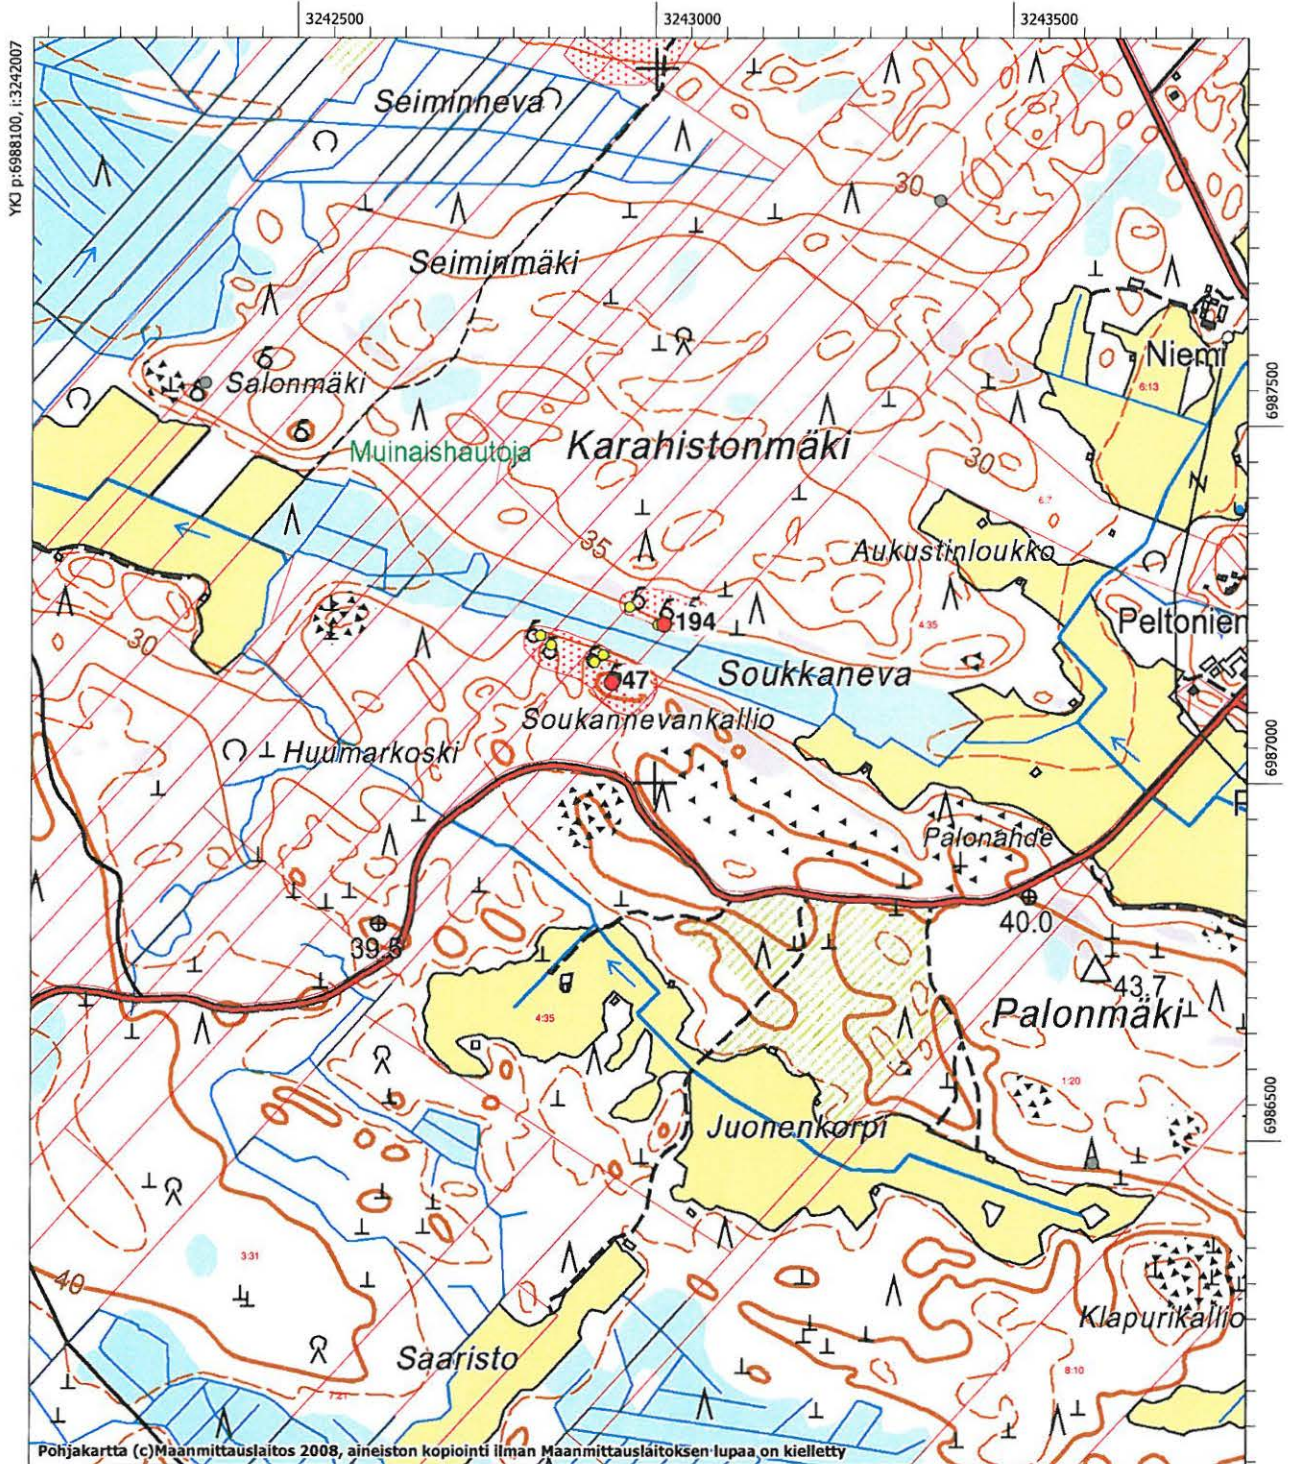 3242500
3243000
3243500
YKJ p:6988100, i:3242007
Seiminneva
30
Seiminmäki
Niemi
Salonmäki
6:13
6987500
Muinaishautoja
Karahistonmäki
30
N
6:7
35
Aukustinloukko
194
4:35
Peltonien
30
47
Soukkaneva
Soukannevankallio
Huumarkoski
6987000
Palonahde
40.0
39.5
43.7
4:35
Palonmäki
1:20
6986500
Juonenkorpi
3:31
40
Klapurikallio
Saaristo
8:10
7:21
Pohjakartta (c)Maanmittauslaitos 2008, aineiston kopiointi ilman Maanmittauslaitoksen lupaa on kielletty